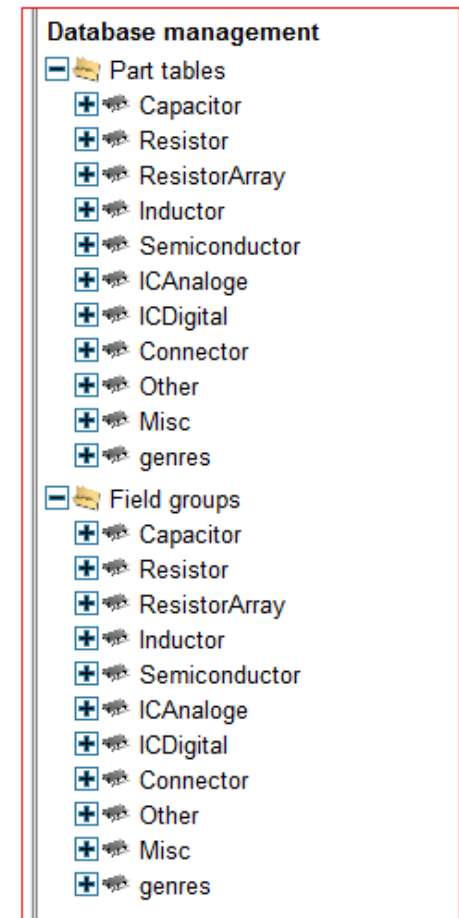 Database management
Part tables
Capacitor
Resistor
ResistorArray
Inductor
Semiconductor
ICAnaloge
ICDigital
Connector
Other
Misc
genres
Field groups
Capacitor
Resistor
ResistorArray
Inductor
Semiconductor
ICAnaloge
ICDigital
Connector
Other
Misc
genres